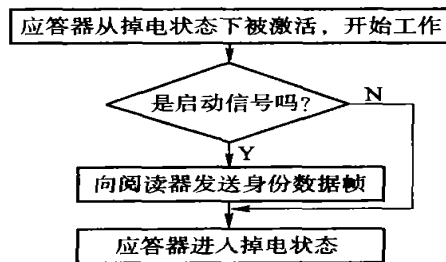 应答器从掉电状态下被激活，开始工作
是启动信号吗？
N
Y
向阅读器发送身份数据帧
应答器进入掉电状态